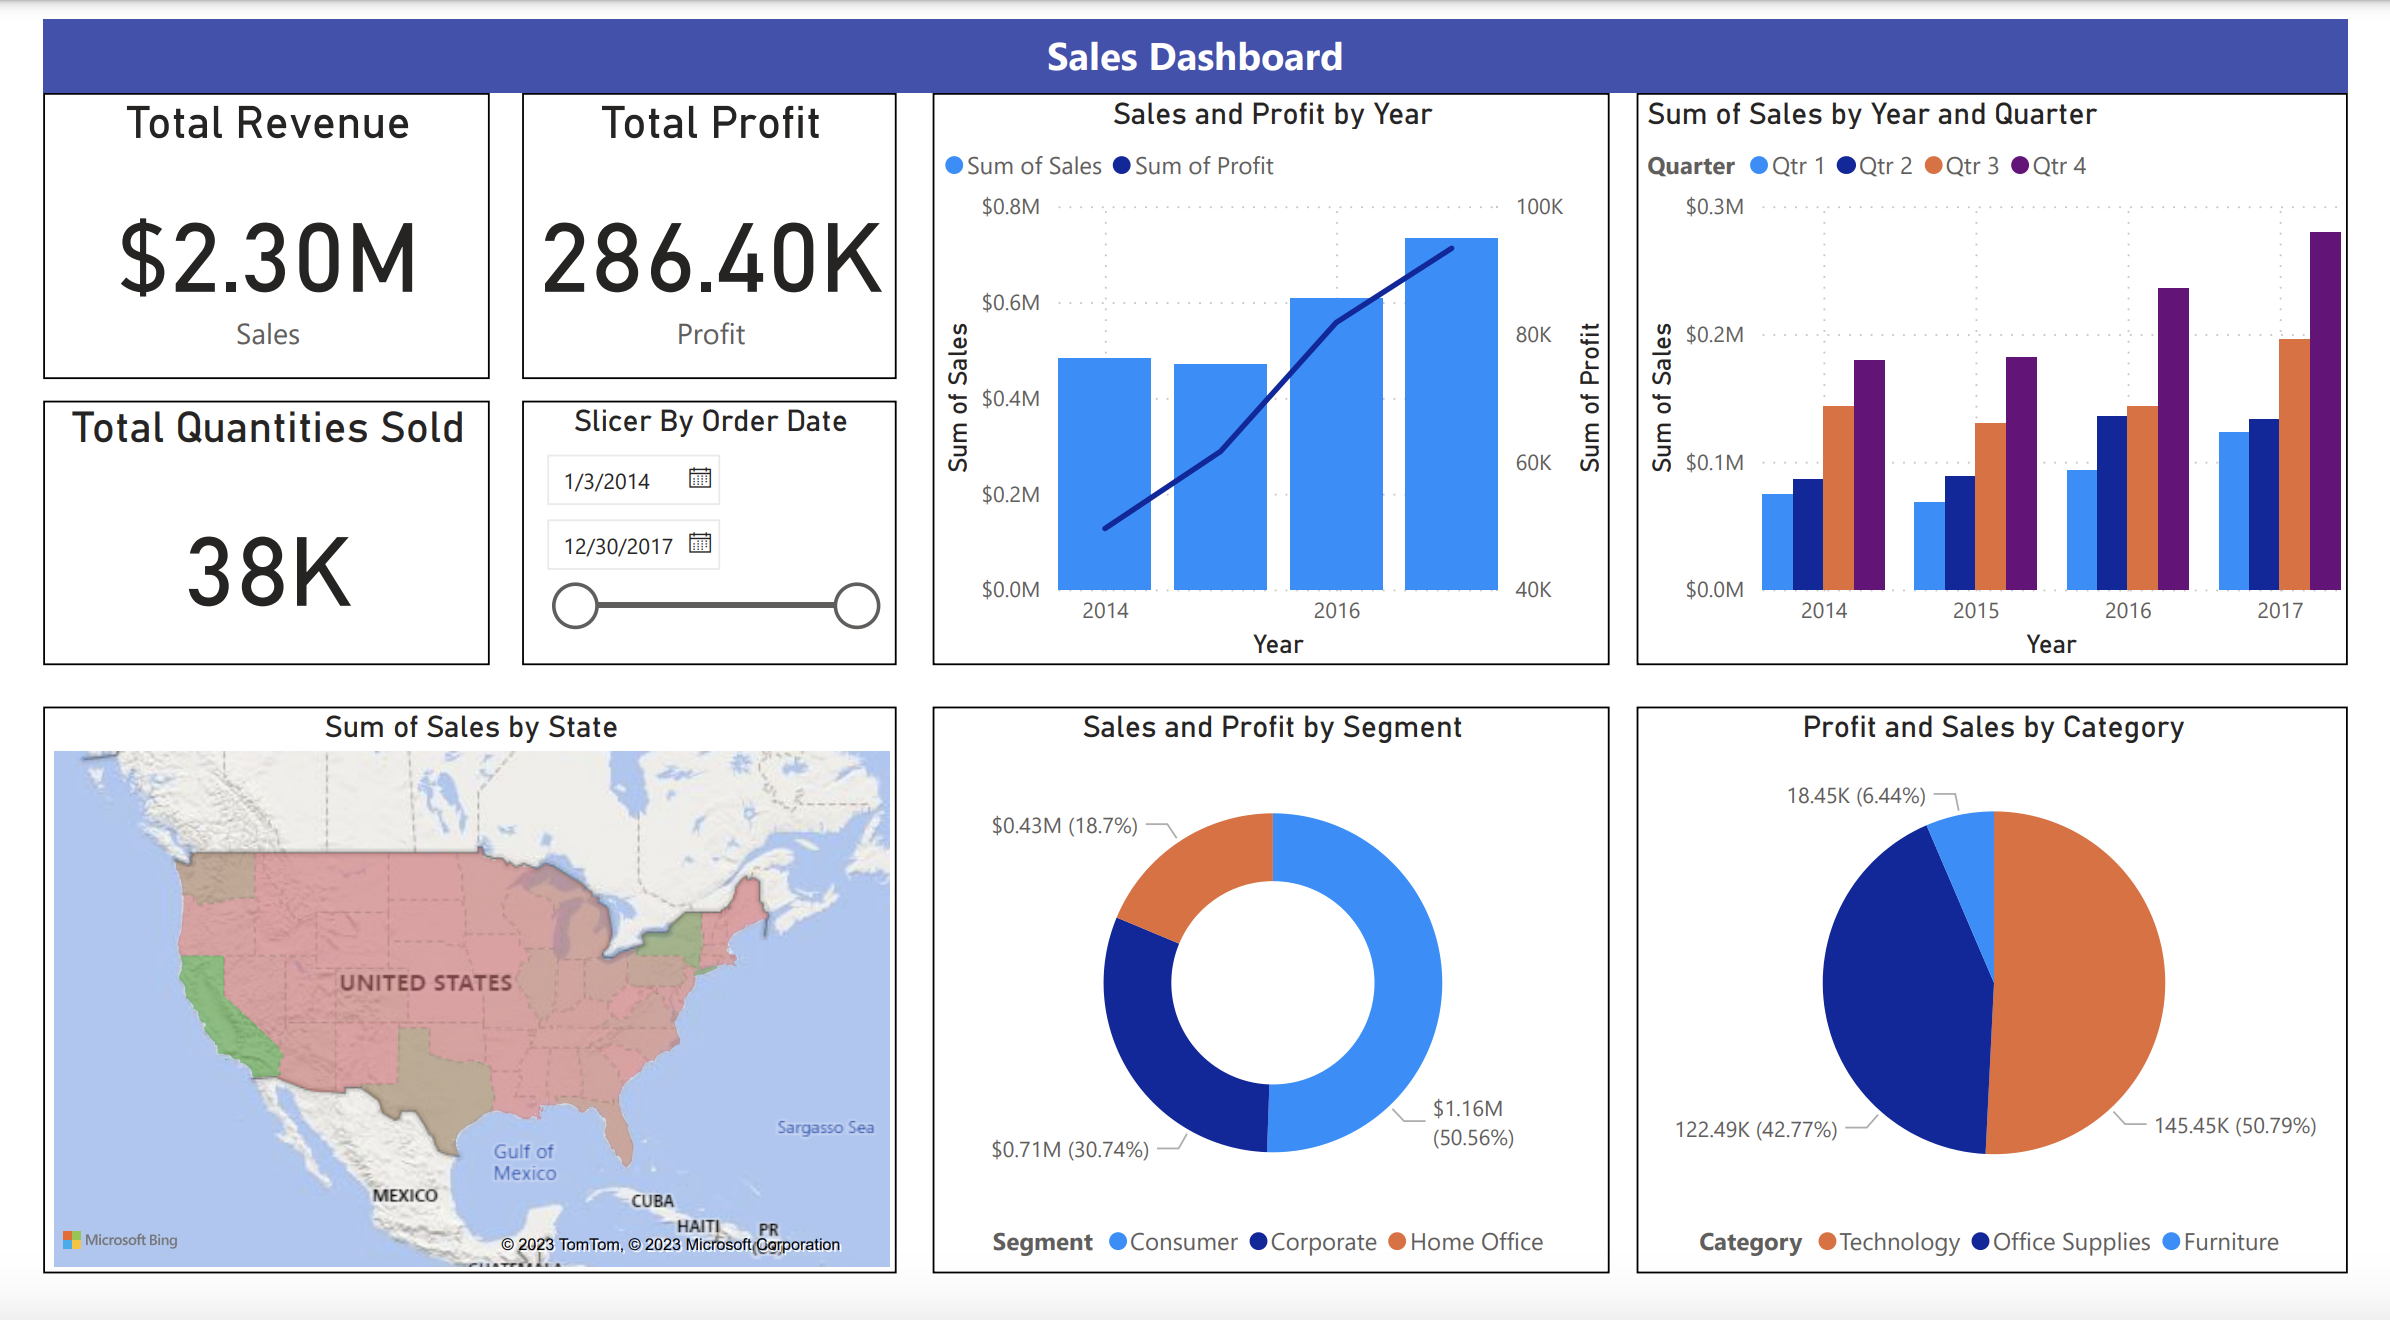 Sales Dashboard
Total Revenue
$2.30M
Sales
Total Profit
286.40K
Profit
Total Quantities Sold
38K
Slicer By Order Date
1/3/2014
12/30/2017
Sales and Profit by Year
Sum of Sales Sum of Profit
$0.8M
$0.6M
$0.4M
$0.2M
$0.0M
Sum of Sales
100K
80K
60K
40K
Sum of Profit
2014 2016
Year
Sum of Sales by Year and Quarter
Quarter Qtr 1 Qtr 2 Qtr 3 Qtr 4
$0.3M
$0.2M
$0.1M
$0.0M
Sum of Sales
2014 2015 2016 2017
Year
Sum of Sales by State
UNITED STATES
Sargasso Sea
Gulf of
Mexico
MEXICO
CUBA
HAITI
PR
Microsoft Bing
© 2023 TomTom, © 2023 Microsoft Corporation
Sales and Profit by Segment
$0.43M (18.7%)
$1.16M
(50.56%)
$0.71M (30.74%)
Segment Consumer Corporate Home Office
Profit and Sales by Category
18.45K (6.44%)
122.49K (42.77%)
145.45K (50.79%)
Category Technology Office Supplies Furniture